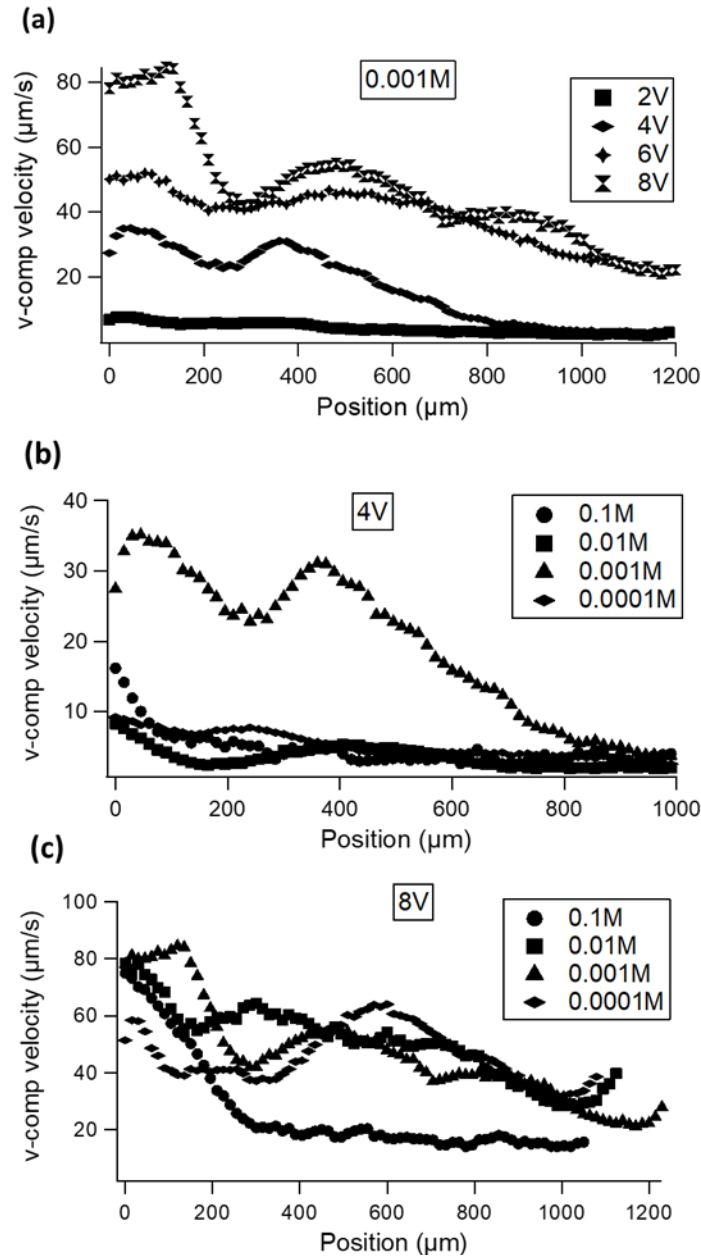 (a)
0.001M
2V
4V
6V
8V
v-comp velocity (µm/s)
80
60
40
20
0 200 400 600 800 1000 1200
Position (µm)
(b)
4V
0.1M
0.01M
0.001M
0.0001M
v-comp velocity (µm/s)
40
30
20
10
0 200 400 600 800 1000
Position (µm)
(c)
8V
0.1M
0.01M
0.001M
0.0001M
v-comp velocity (µm/s)
100
80
60
40
20
0 200 400 600 800 1000 1200
Position (µm)